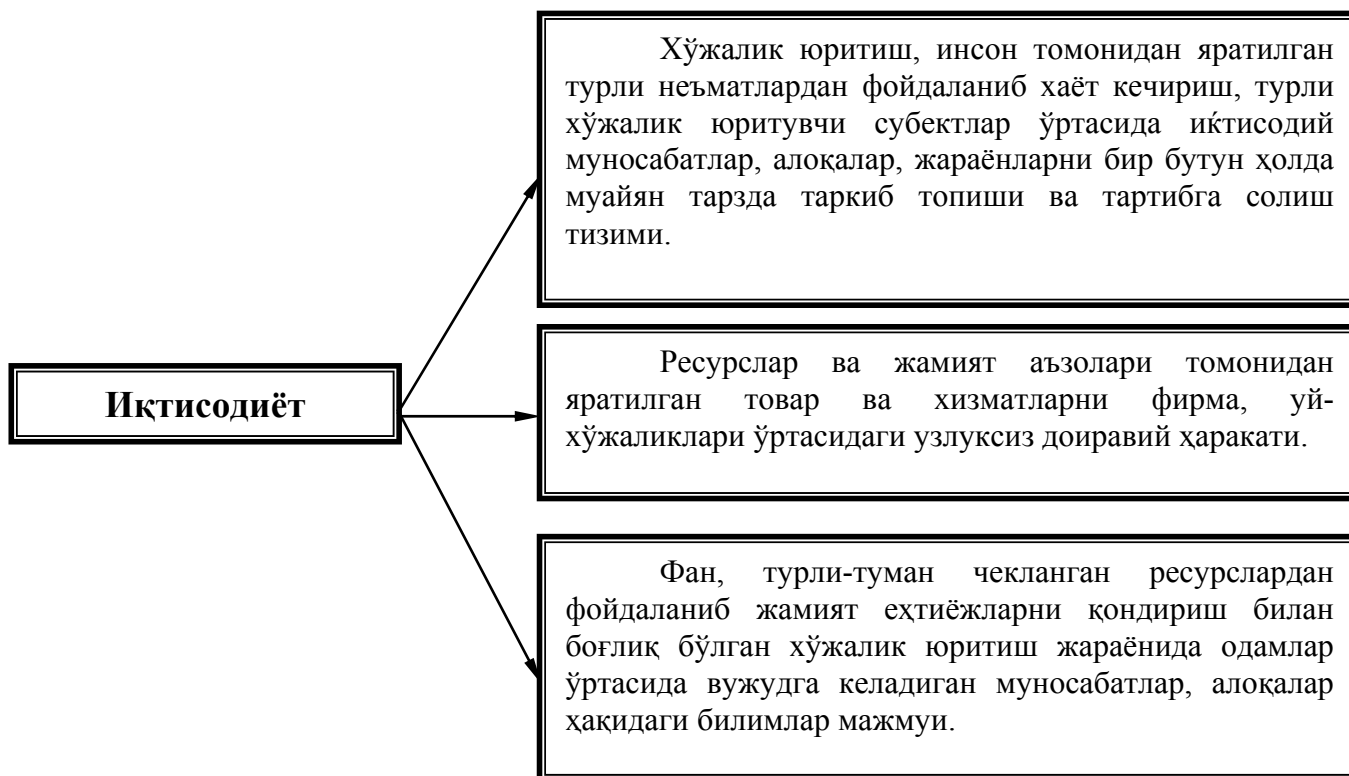 Хўжалик юритиш, инсон томонидан яратилган
турли неъматлардан фойдаланиб хаёт кечириш, турли
хўжалик юритувчи субектлар ўртасида иќтисодий
муносабатлар, алоқалар, жараёнларни бир бутун ҳолда
муайян тарзда таркиб топиши ва тартибга солиш
тизими.
Иқтисодиёт
Ресурслар ва жамият аъзолари томонидан
яратилган товар ва хизматларни фирма, уй-
хўжаликлари ўртасидаги узлуксиз доиравий ҳаракати.
Фан, турли-туман чекланган ресурслардан
фойдаланиб жамият еҳтиёжларни қондириш билан
боғлиқ бўлган хўжалик юритиш жараёнида одамлар
ўртасида вужудга келадиган муносабатлар, алоқалар
ҳақидаги билимлар мажмуи.